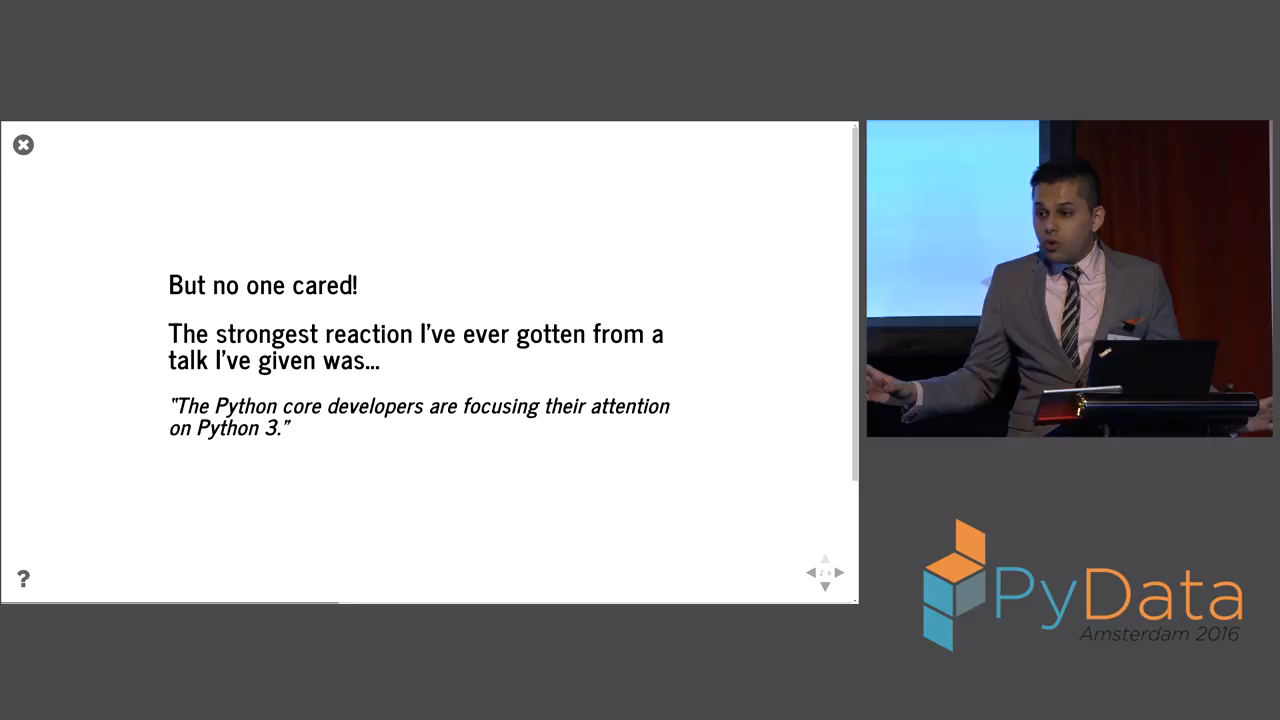 But no one cared!
The strongest reaction I've ever gotten from a
talk I've given was...
"The Python core developers are focusing their attention
on Python 3."
?
26
PyData
Amsterdam 2016